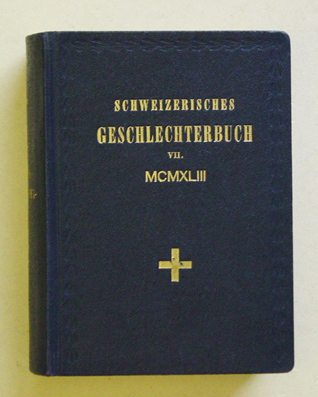 SCHWEIZERISCHES
GESCHLECHTERBUCH
VII.
MCMXLIII